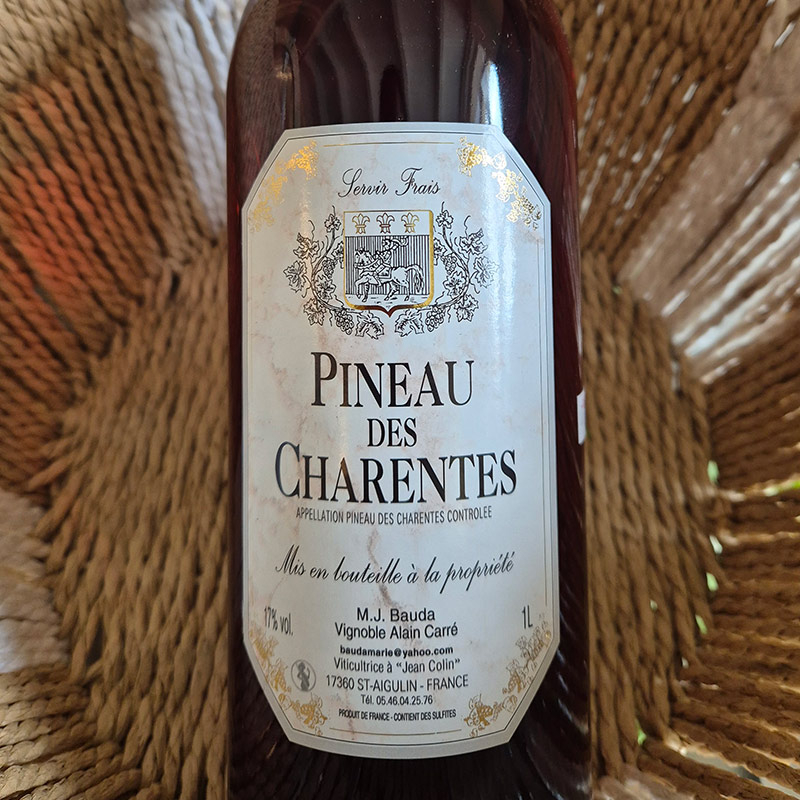 Servir Frais
PINEAU
DES
CHARENTES
APPELLATION PINEAU DES CHARENTES CONTROLEE
Mis en bouteille à la propriété
17% vol.
1L
M.J. Bauda
Vignoble Alain Carré
baudamarie@yahoo.com
Viticultrice à "Jean Colin"
17360 ST-AIGULIN - FRANCE
Tél. 05.46.04.25.76
PRODUIT DE FRANCE - CONTIENT DES SULFITES